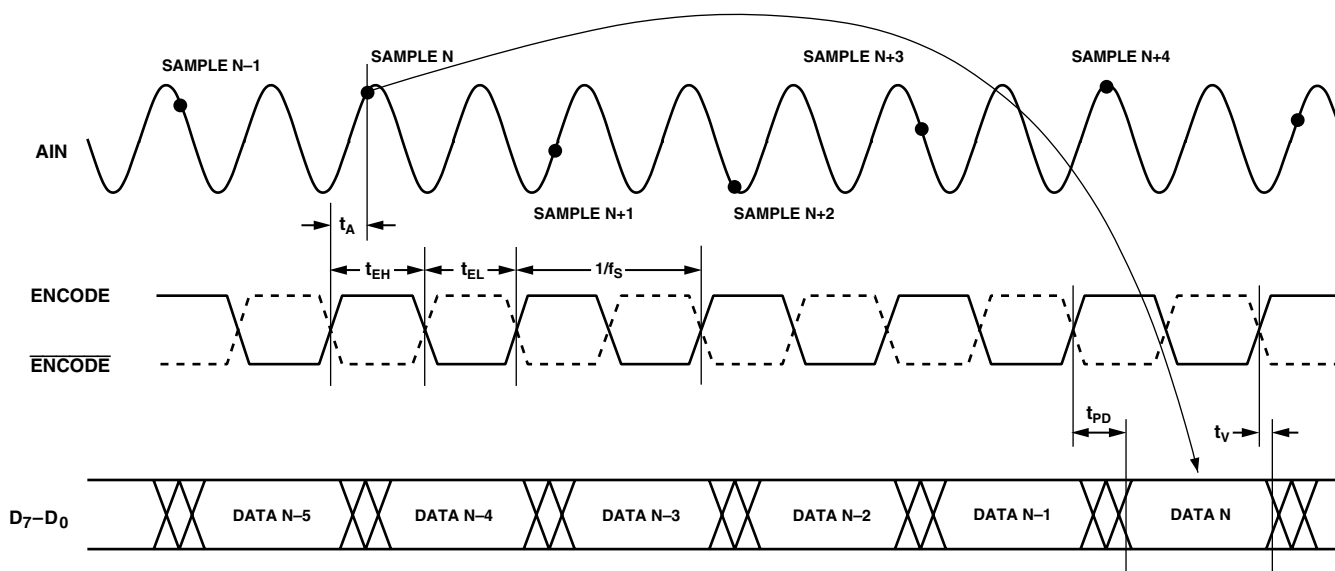 SAMPLE N–1
SAMPLE N
SAMPLE N+3
SAMPLE N+4
AIN
SAMPLE N+1
SAMPLE N+2
tA
tEH
tEL
1/fS
ENCODE
ENCODE
tPD
tV
D7–D0
DATA N–5
DATA N–4
DATA N–3
DATA N–2
DATA N–1
DATA N